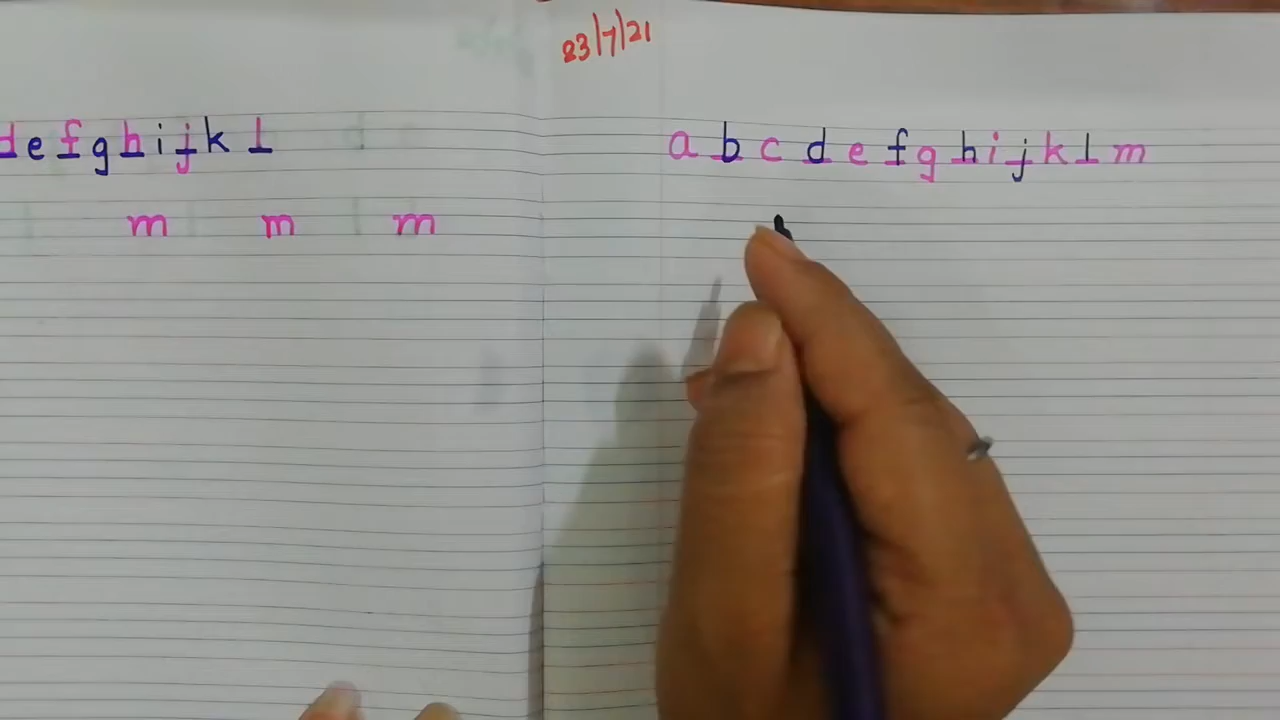 d e f g h i j k l
m m m
23/7/21
a b c d e f g h i j k l m